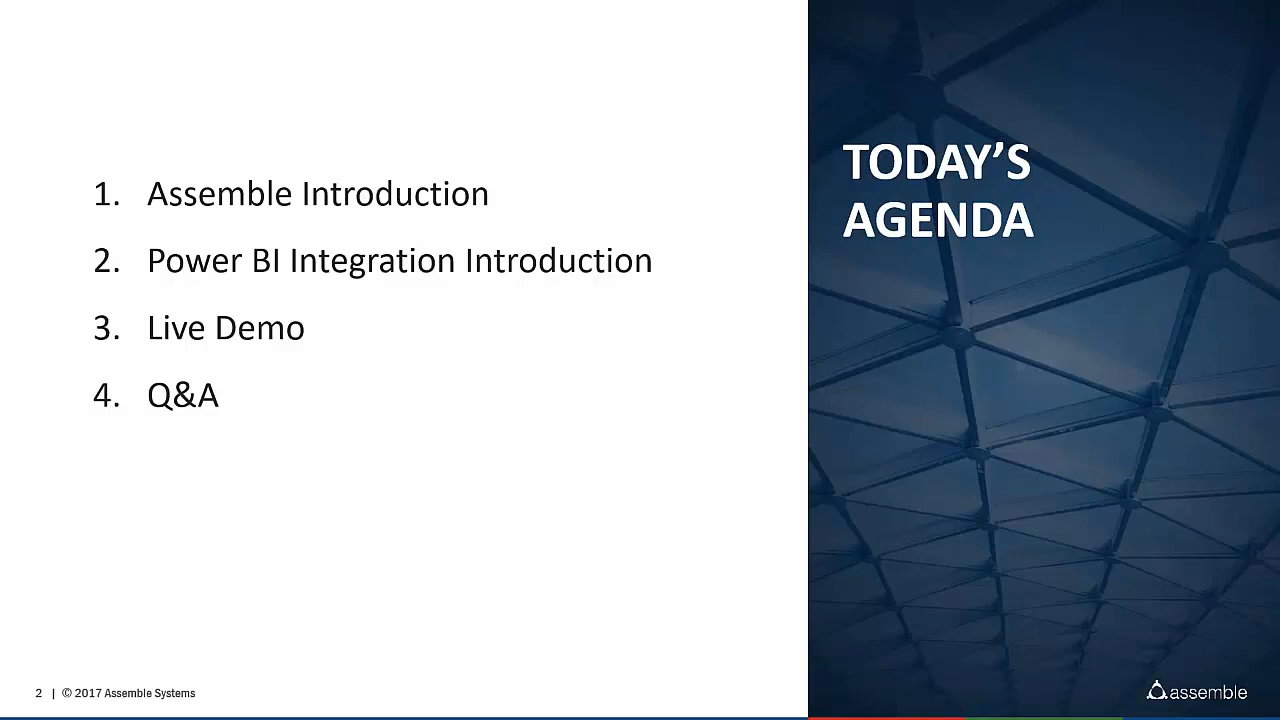 1. Assemble Introduction
2. Power BI Integration Introduction
3. Live Demo
4. Q&A
TODAY’S
AGENDA
2 | © 2017 Assemble Systems
assemble